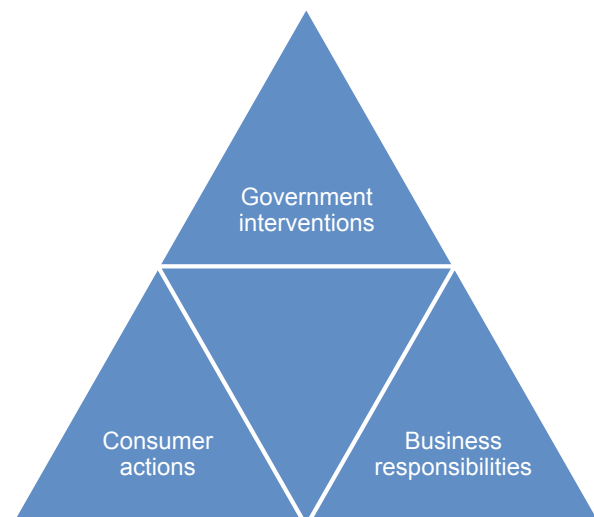 Government
interventions
Consumer
actions
Business
responsibilities